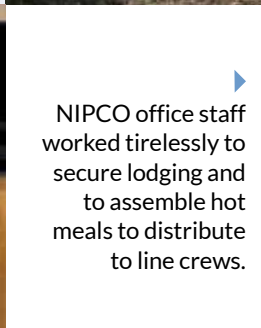 NIPCO office staff
worked tirelessly to
secure lodging and
to assemble hot
meals to distribute
to line crews.